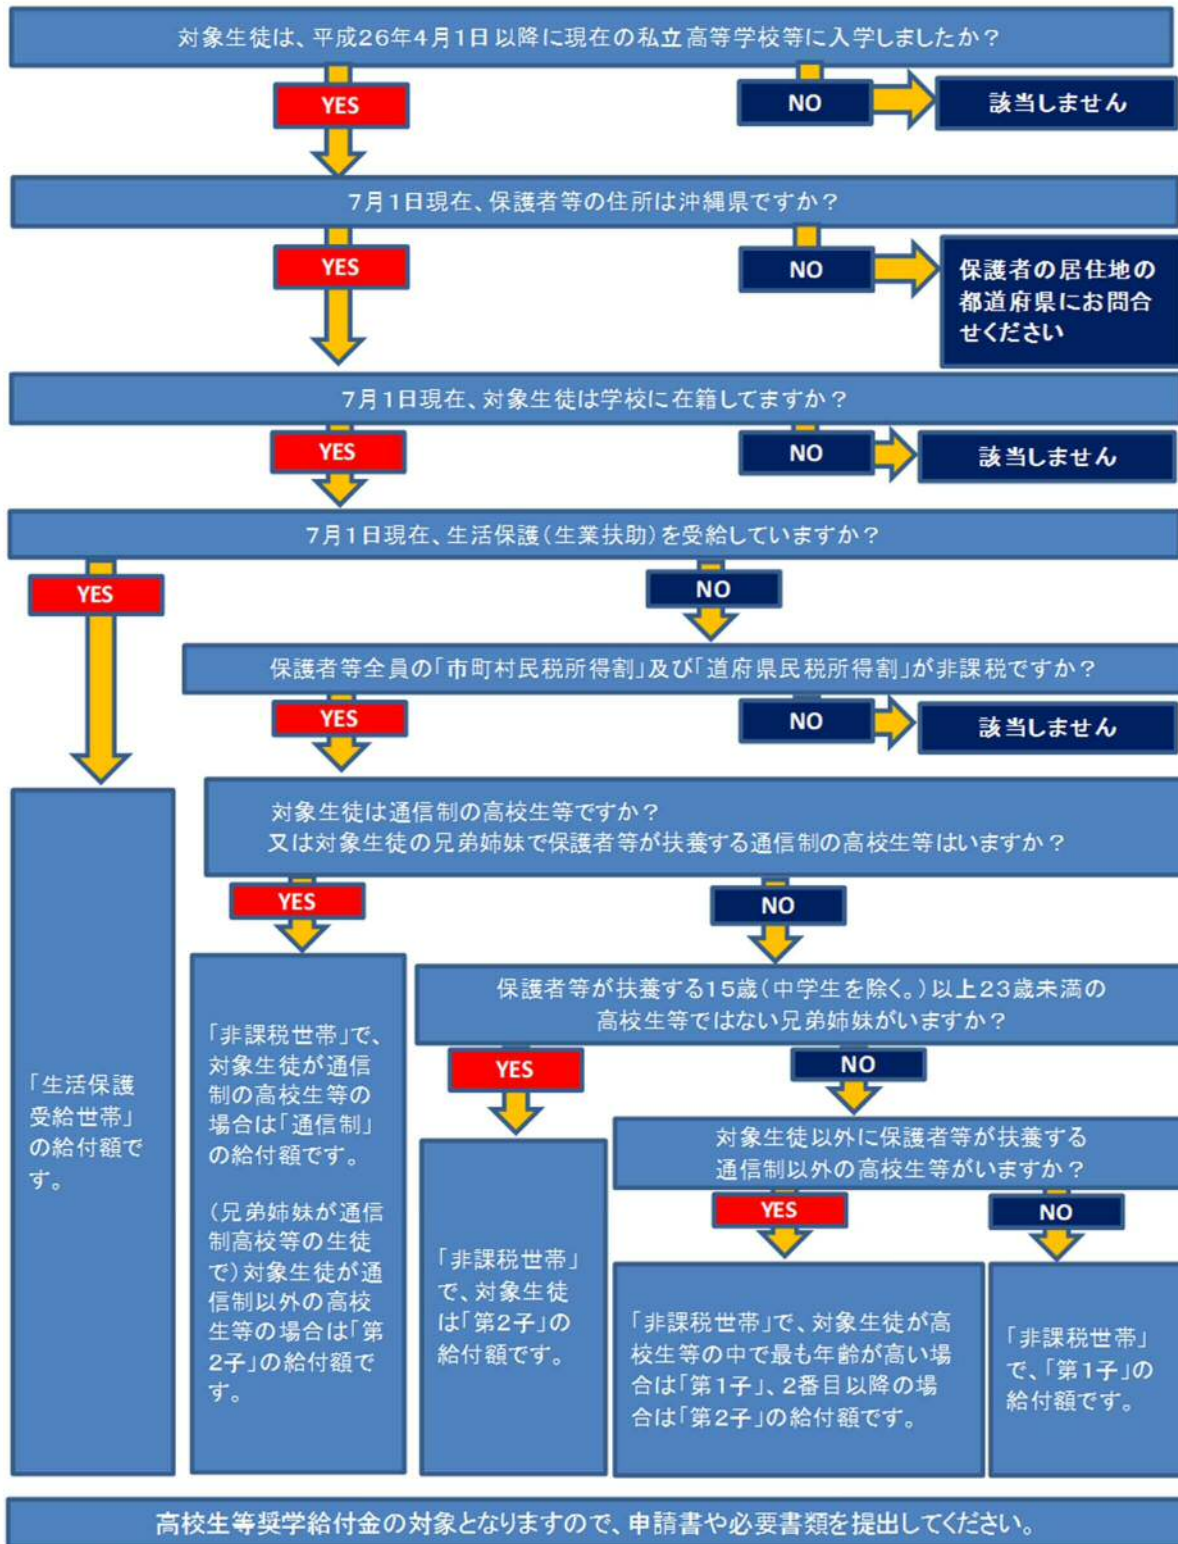 対象生徒は、平成26年4月1日以降に現在の私立高等学校等に入学しましたか？
YES
NO
該当しません
7月1日現在、保護者等の住所は沖縄県ですか？
YES
NO
保護者の居住地の
都道府県にお問合
せください
7月1日現在、対象生徒は学校に在籍してますか？
YES
NO
該当しません
7月1日現在、生活保護（生業扶助）を受給していますか？
YES
NO
保護者等全員の「市町村民税所得割」及び「道府県民税所得割」が非課税ですか？
YES
NO
該当しません
対象生徒は通信制の高校生等ですか？
又は対象生徒の兄弟姉妹で保護者等が扶養する通信制の高校生等はいますか？
YES
NO
保護者等が扶養する15歳（中学生を除く。）以上23歳未満の
高校生等ではない兄弟姉妹がいますか？
YES
NO
対象生徒以外に保護者等が扶養する
通信制以外の高校生等がいますか？
YES
NO
「生活保護
受給世帯」
の給付額で
す。
「非課税世帯」で、
対象生徒が通信
制の高校生等の
場合は「通信制」
の給付額です。
（兄弟姉妹が通信
制高校等の生徒
で）対象生徒が通
信制以外の高校
生等の場合は「第
2子」の給付額で
す。
「非課税世帯」
で、対象生徒
は「第2子」の
給付額です。
「非課税世帯」で、対象生徒が高
校生等の中で最も年齢が高い場
合は「第1子」、2番目以降の場
合は「第2子」の給付額です。
「非課税世帯」
で、「第1子」の
給付額です。
高校生等奨学給付金の対象となりますので、申請書や必要書類を提出してください。